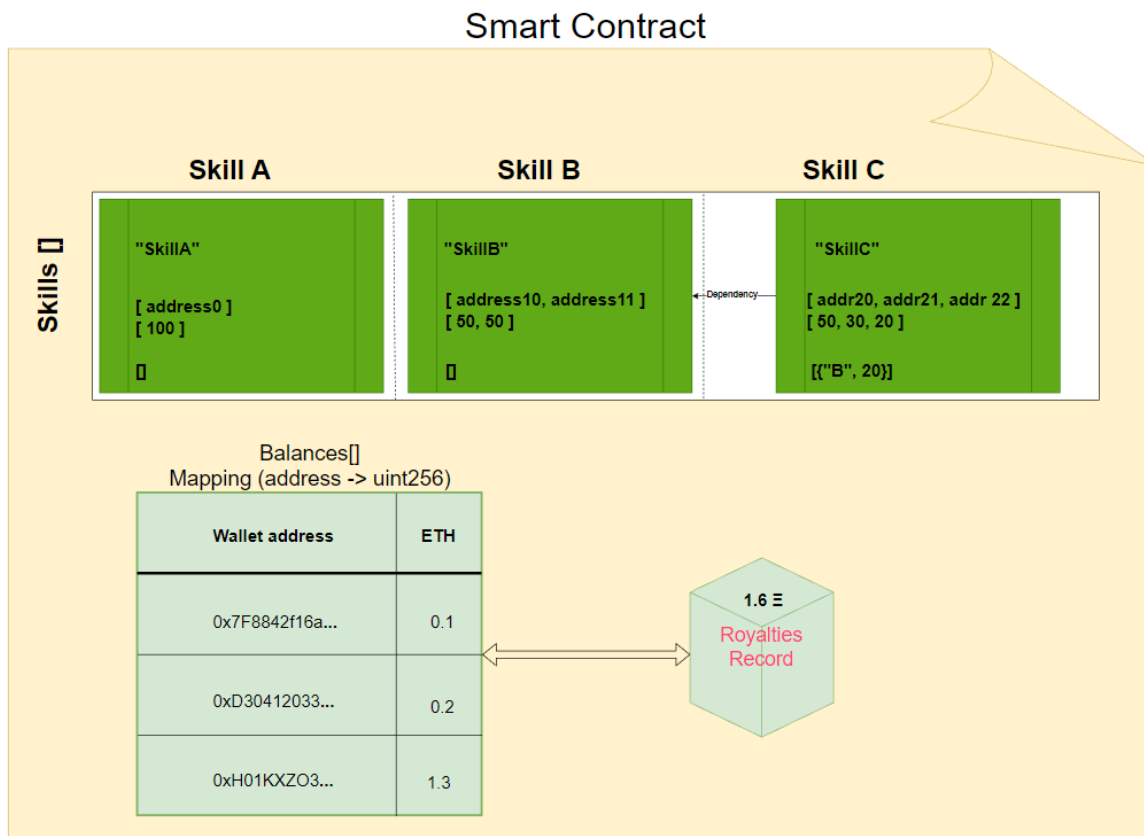 Smart Contract
Skill A
Skill B
Skill C
Skills []
"SkillA"
[ address0 ]
[ 100 ]
[]
"SkillB"
[ address10, address11 ]
[ 50, 50 ]
[]
Dependency
"SkillC"
[ addr20, addr21, addr 22 ]
[ 50, 30, 20 ]
[{"B", 20}]
Balances[]
Mapping (address -> uint256)
Wallet address
ETH
0x7F8842f16a...
0.1
0xD30412033...
0.2
0xH01KXZO3...
1.3
1.6 Ξ
Royalties
Record